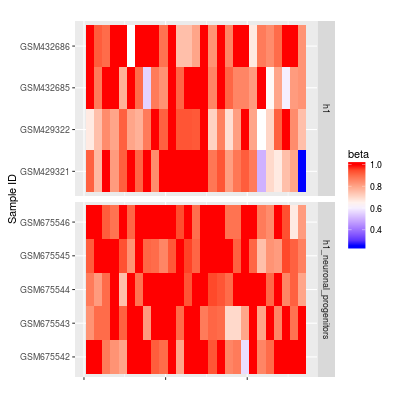 GSM432686
GSM432685
GSM429322
GSM429321
h1
GSM675546
GSM675545
GSM675544
GSM675543
GSM675542
h1_neuronal_progenitors
Sample ID
beta
1.0
0.8
0.6
0.4